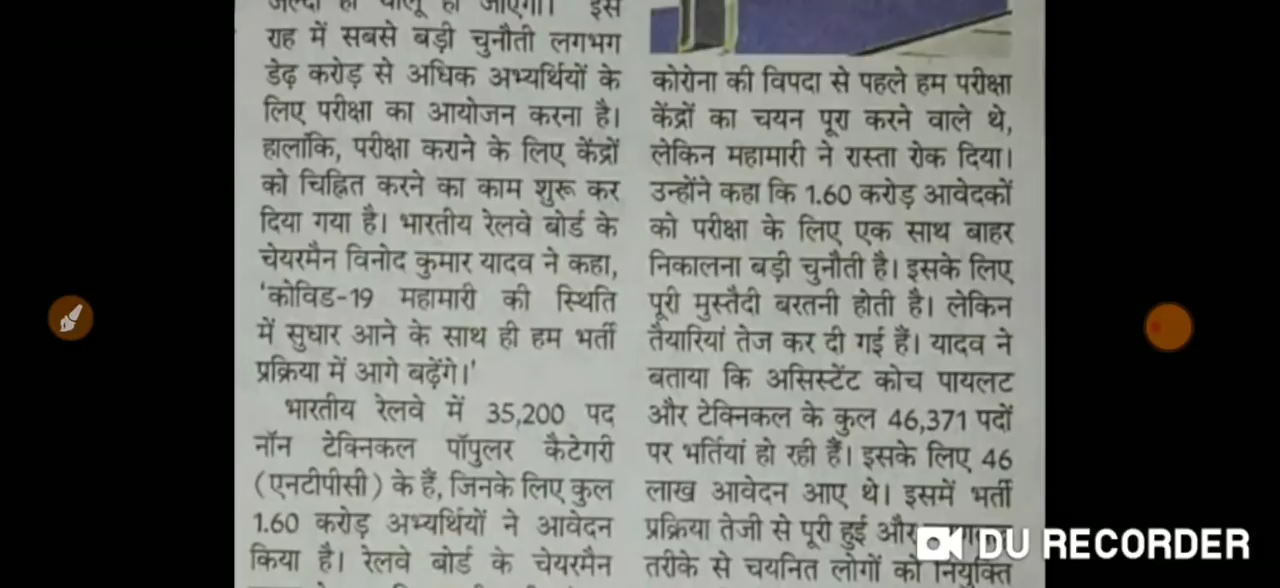 राह में सबसे बड़ी चुनौती लगभग
डेढ़ करोड़ से अधिक अभ्यर्थियों के
लिए परीक्षा का आयोजन करना है।
हालांकि, परीक्षा कराने के लिए केंद्रों
को चिह्नित करने का काम शुरू कर
दिया गया है। भारतीय रेलवे बोर्ड के
चेयरमैन विनोद कुमार यादव ने कहा,
'कोविड-19 महामारी की स्थिति
में सुधार आने के साथ ही हम भर्ती
प्रक्रिया में आगे बढ़ेंगे।'
भारतीय रेलवे में 35,200 पद
नॉन टेक्निकल पॉपुलर कैटेगरी
(एनटीपीसी) के हैं, जिनके लिए कुल
1.60 करोड़ अभ्यर्थियों ने आवेदन
किया है। रेलवे बोर्ड के चेयरमैन
कोरोना की विपदा से पहले हम परीक्षा
केंद्रों का चयन पूरा करने वाले थे,
लेकिन महामारी ने रास्ता रोक दिया।
उन्होंने कहा कि 1.60 करोड़ आवेदकों
को परीक्षा के लिए एक साथ बाहर
निकालना बड़ी चुनौती है। इसके लिए
पूरी मुस्तैदी बरतनी होती है। लेकिन
तैयारियां तेज कर दी गई हैं। यादव ने
बताया कि असिस्टेंट कोच पायलट
और टेक्निकल के कुल 46,371 पदों
पर भर्तियां हो रही हैं। इसके लिए 46
लाख आवेदन आए थे। इसमें भर्ती
प्रक्रिया तेजी से पूरी हुई और
तरीके से चयनित लोगों को नियुक्ति
DU RECORDER